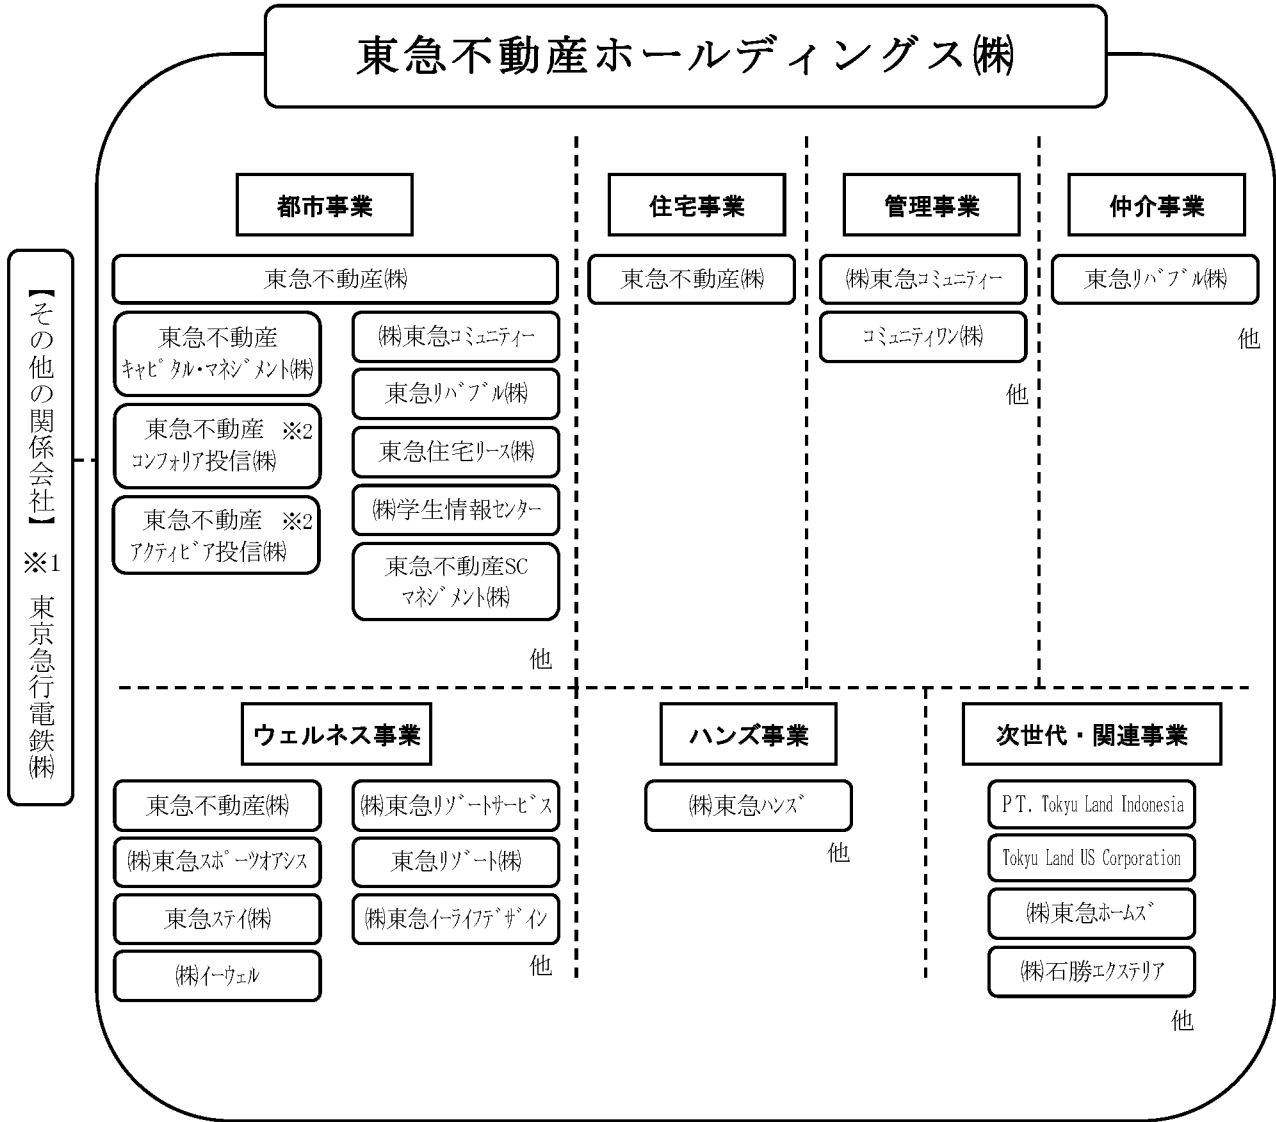 東急不動産ホールディングス㈱
【その他の関係会社】 ※1 東京急行電鉄㈱
都市事業
東急不動産㈱
東急不動産
キャピタル・マネジメント㈱
東急不動産 ※2
コンフォリア投信㈱
東急不動産 ※2
アクティビア投信㈱
㈱東急コミュニティー
東急リバブル㈱
東急住宅リース㈱
㈱学生情報センター
東急不動産SC
マネジメント㈱
他
住宅事業
東急不動産㈱
管理事業
㈱東急コミュニティー
コミュニティワン㈱
他
仲介事業
東急リバブル㈱
他
ウェルネス事業
東急不動産㈱
㈱東急スポーツオアシス
東急ステイ㈱
㈱イーウェル
㈱東急リゾートサービス
東急リゾート㈱
㈱東急イーライフデザイン
他
ハンズ事業
㈱東急ハンズ
他
次世代・関連事業
PT. Tokyu Land Indonesia
Tokyu Land US Corporation
㈱東急ホームズ
㈱石勝エクステリア
他